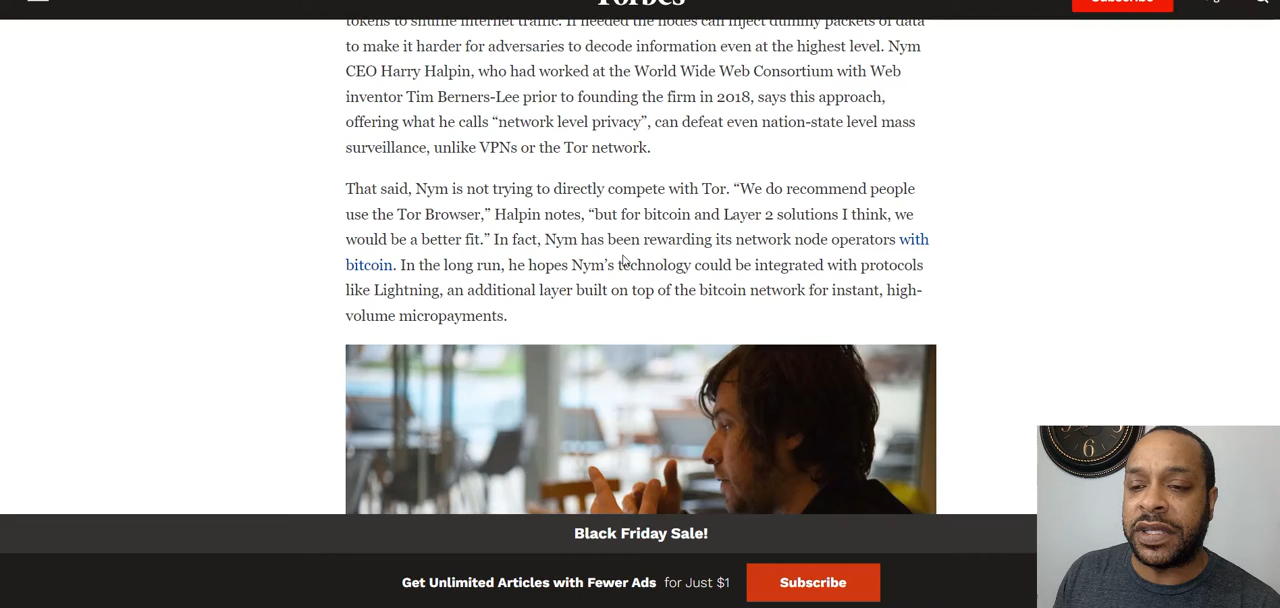 Forbes
Subscribe
tokens to shuffle internet traffic. If needed the nodes can inject dummy packets of data
to make it harder for adversaries to decode information even at the highest level. Nym
CEO Harry Halpin, who had worked at the World Wide Web Consortium with Web
inventor Tim Berners-Lee prior to founding the firm in 2018, says this approach,
offering what he calls “network level privacy”, can defeat even nation-state level mass
surveillance, unlike VPNs or the Tor network.
That said, Nym is not trying to directly compete with Tor. “We do recommend people
use the Tor Browser,” Halpin notes, “but for bitcoin and Layer 2 solutions I think, we
would be a better fit.” In fact, Nym has been rewarding its network node operators with
bitcoin. In the long run, he hopes Nym’s technology could be integrated with protocols
like Lightning, an additional layer built on top of the bitcoin network for instant, high-
volume micropayments.
6
Black Friday Sale!
Get Unlimited Articles with Fewer Ads for Just $1
Subscribe